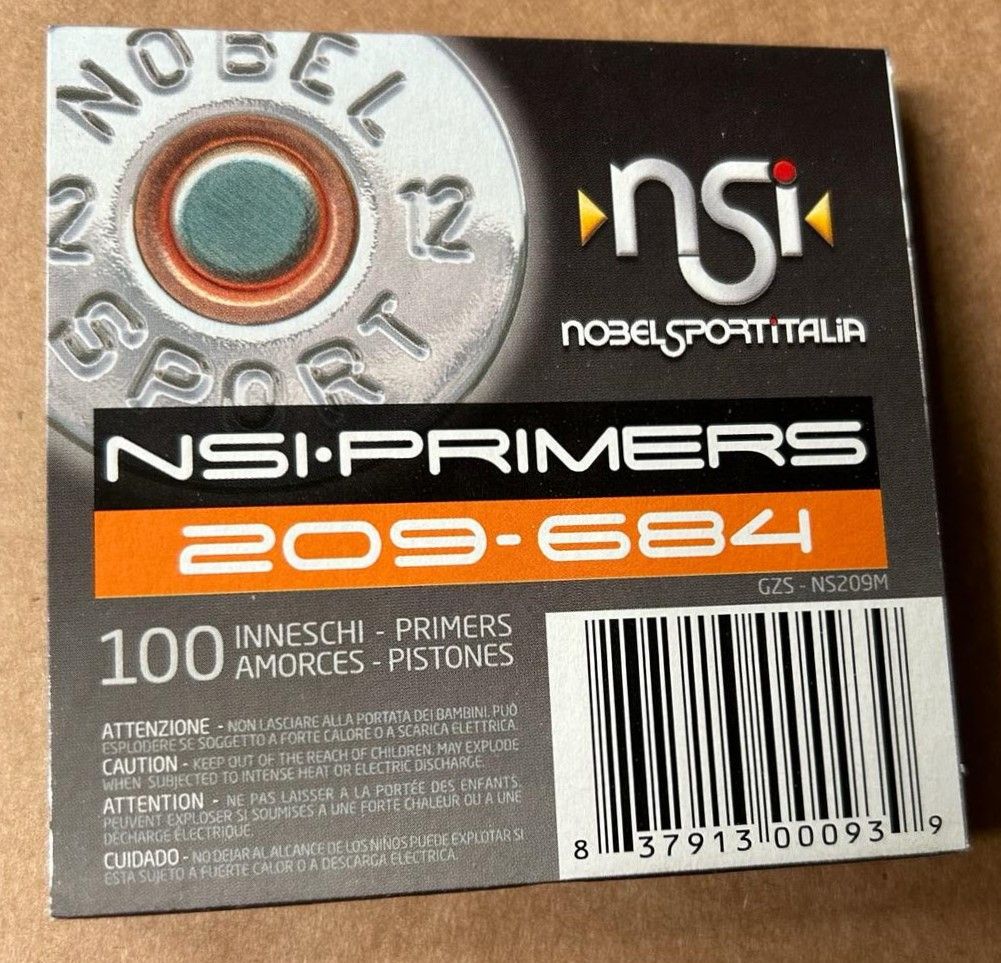 NOBEL
12 12
SPORT
nsi
NOBELSPORTITALIA
NSI•PRIMERS
209-684
GZS - NS209M
100 INNESCHI - PRIMERS
AMORCES - PISTONES
ATTENZIONE - NON LASCIARE ALLA PORTATA DEI BAMBINI. PUÒ
ESPLODERE SE SOGGETTO A FORTE CALORE O A SCARICA ELETTRICA.
CAUTION - KEEP OUT OF THE REACH OF CHILDREN. MAY EXPLODE
WHEN SUBJECTED TO INTENSE HEAT OR ELECTRIC DISCHARGE.
ATTENTION - NE PAS LAISSER A LA PORTÉE DES ENFANTS.
PEUVENT EXPLOSER SI SOUMISES A UNE FORTE CHALEUR OU A UNE
DÉCHARGE ÉLECTRIQUE.
CUIDADO - NO DEJAR AL ALCANCE DE LOS NIÑOS PUEDE EXPLOTAR SI
ESTA SUJETO A FUERTE CALOR O A DESCARGA ELECTRICA.
8 37913 00093 9